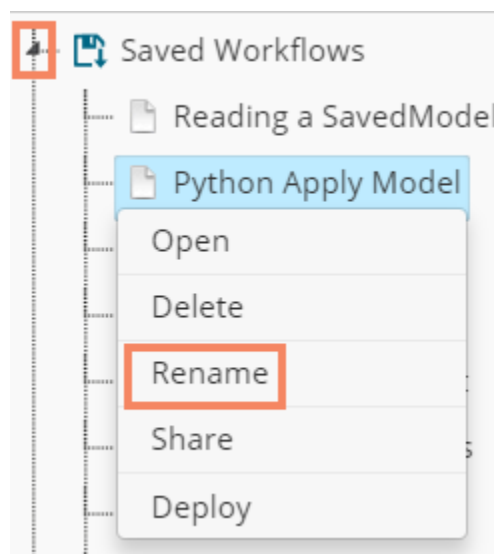 Saved Workflows
Reading a SavedModel
Python Apply Model
Open
Delete
Rename
Share
Deploy